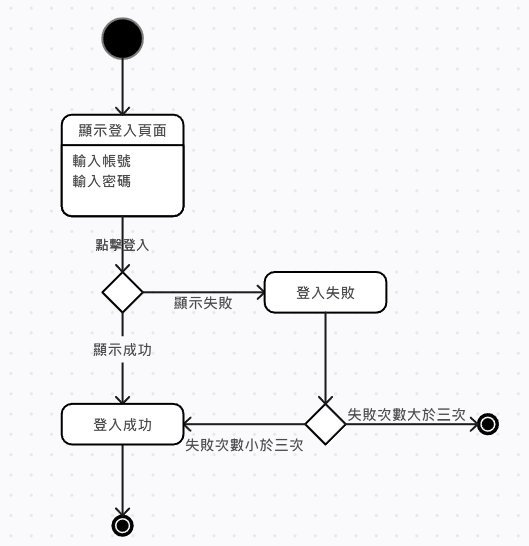 顯示登入頁面
輸入帳號
輸入密碼
點擊登入
顯示失敗
登入失敗
顯示成功
失敗次數大於三次
登入成功
失敗次數小於三次